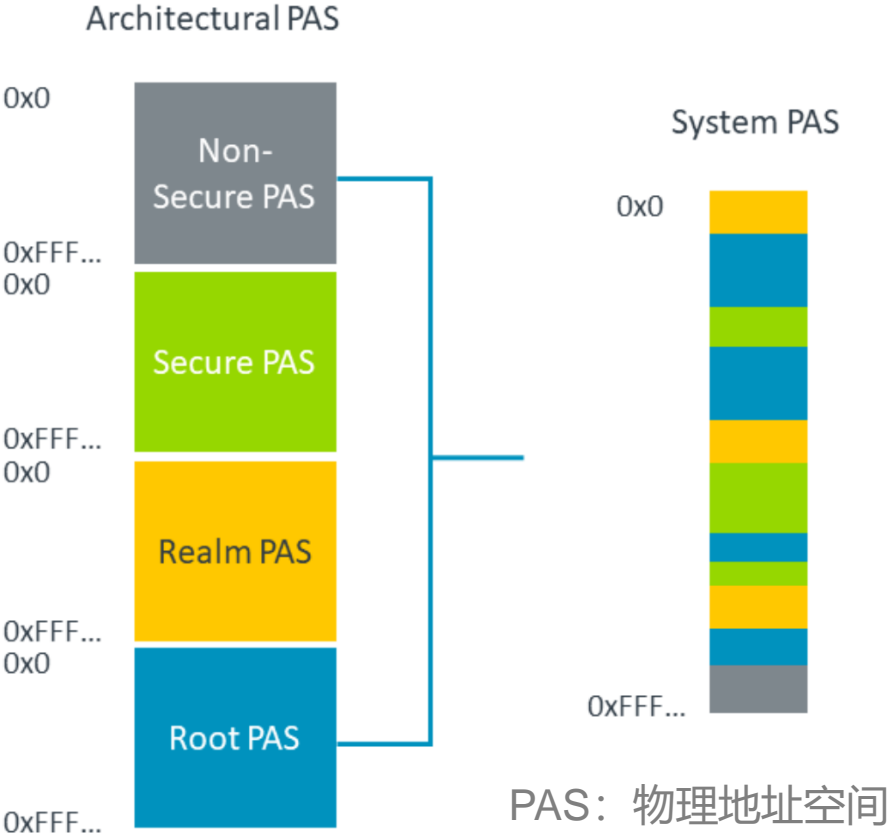 Architectural PAS
0x0
Non-
Secure PAS
0xFFF...
0x0
Secure PAS
0xFFF...
0x0
Realm PAS
0xFFF...
0x0
Root PAS
0xFFF...
System PAS
0x0
0xFFF...
PAS：物理地址空间